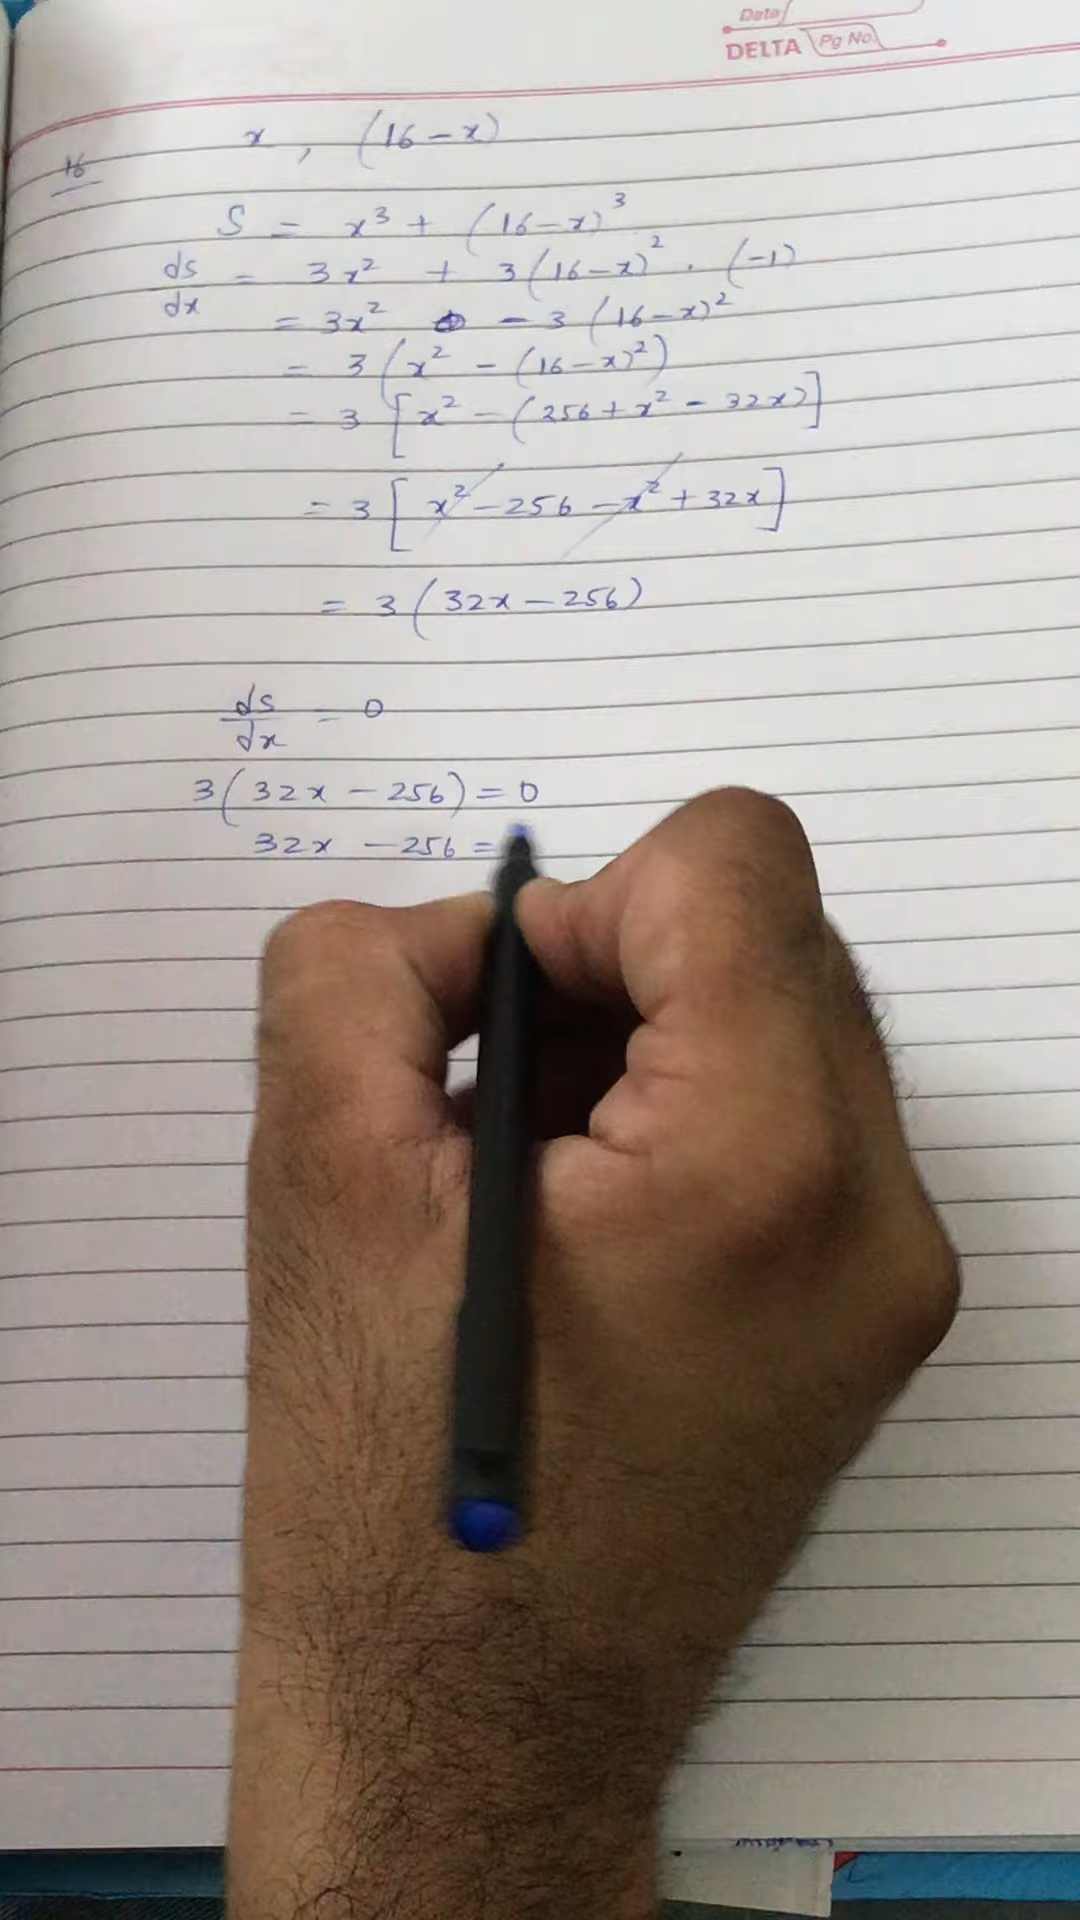 Date
DELTA Pg No.
x , (16-x)
16
S = x³ + (16-x)³
ds/dx = 3x² + 3(16-x)² . (-1)
= 3x² - 3(16-x)²
= 3(x² - (16-x)²)
= 3[x² - (256 + x² - 32x)]
= 3[x² - 256 - x² + 32x]
= 3(32x - 256)
ds/dx = 0
3(32x - 256) = 0
32x - 256 =